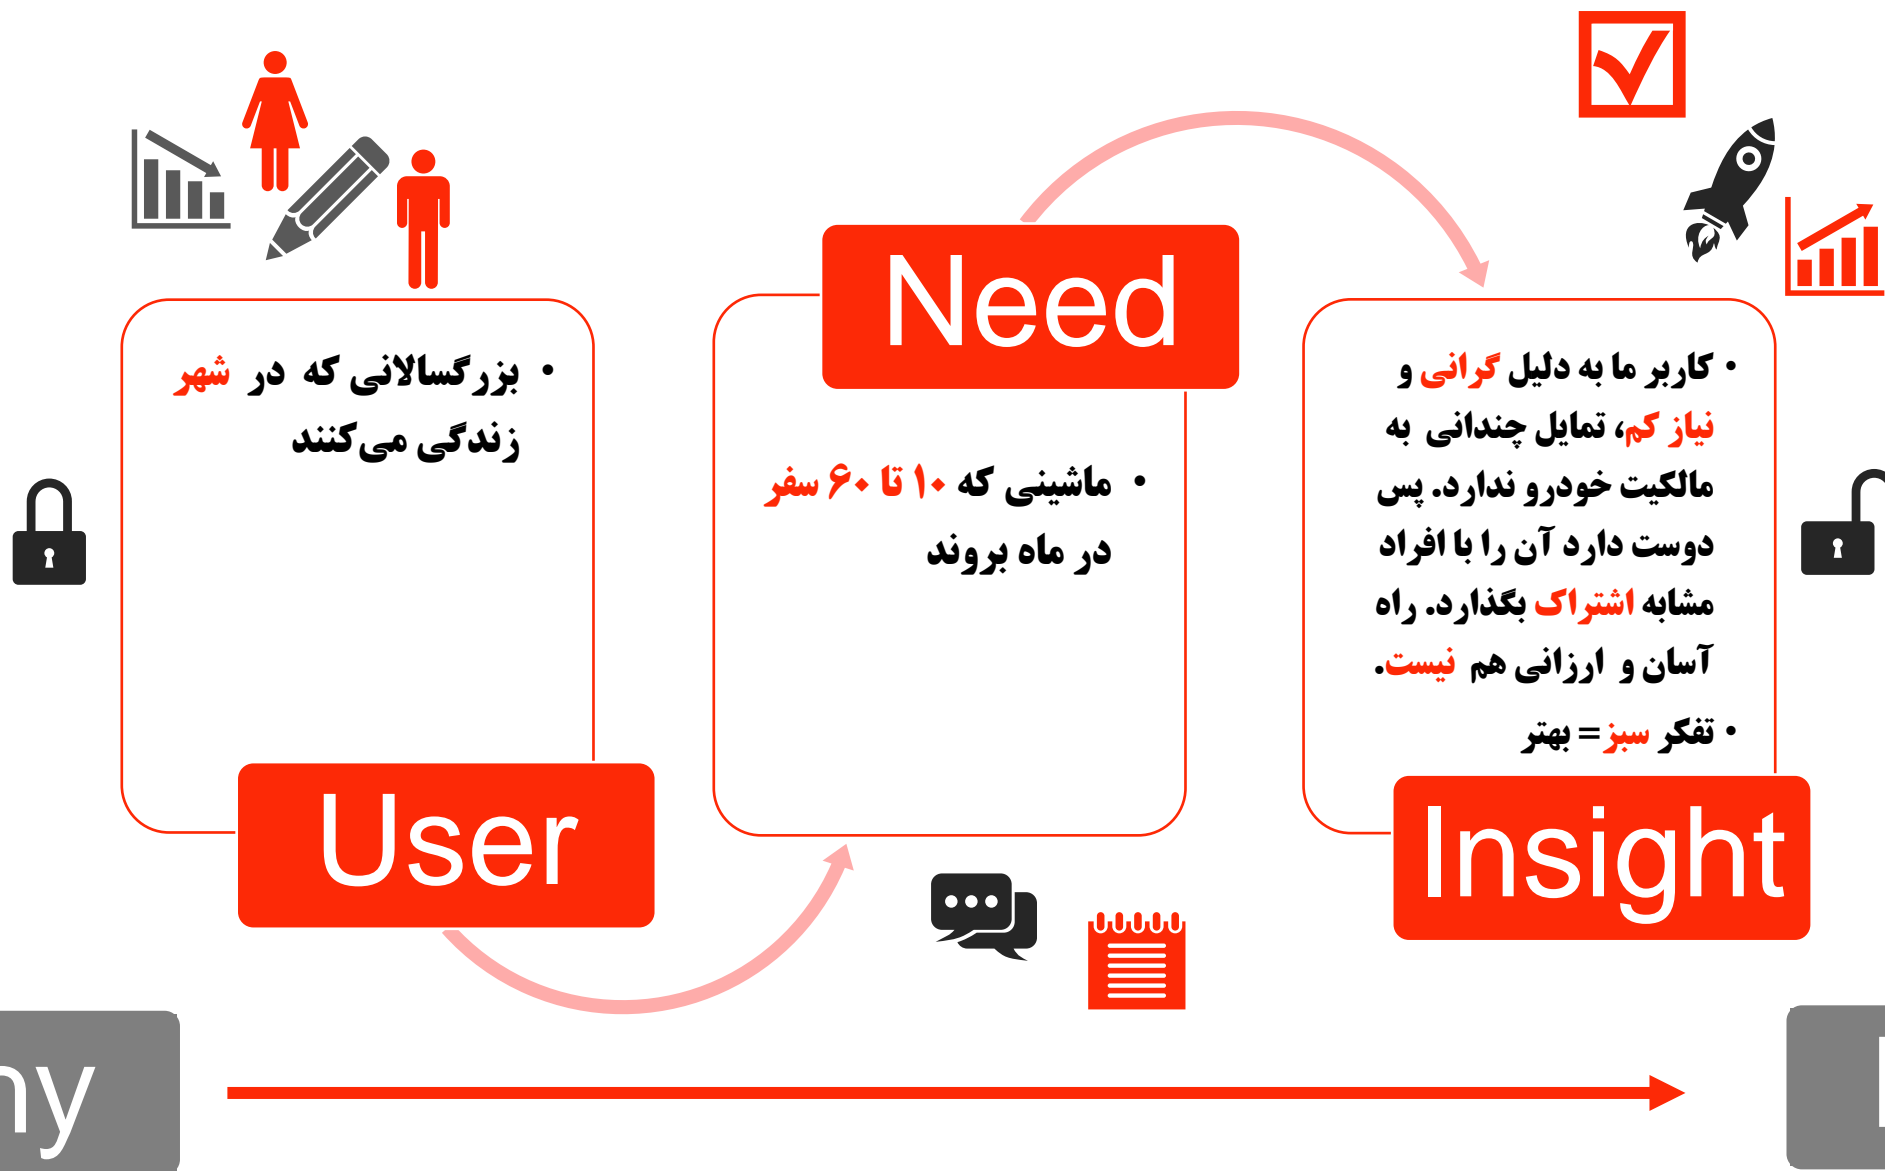 • بزرگسالانی که در شهر
زندگی می‌کنند
User
Need
• ماشینی که ۱۰ تا ۶۰ سفر
در ماه بروند
• کاربر ما به دلیل گرانی و
نیاز کم، تمایل چندانی به
مالکیت خودرو ندارد. پس
دوست دارد آن را با افراد
مشابه اشتراک بگذارد. راه
آسان و ارزانی هم نیست.
• تفکر سبز = بهتر
Insight